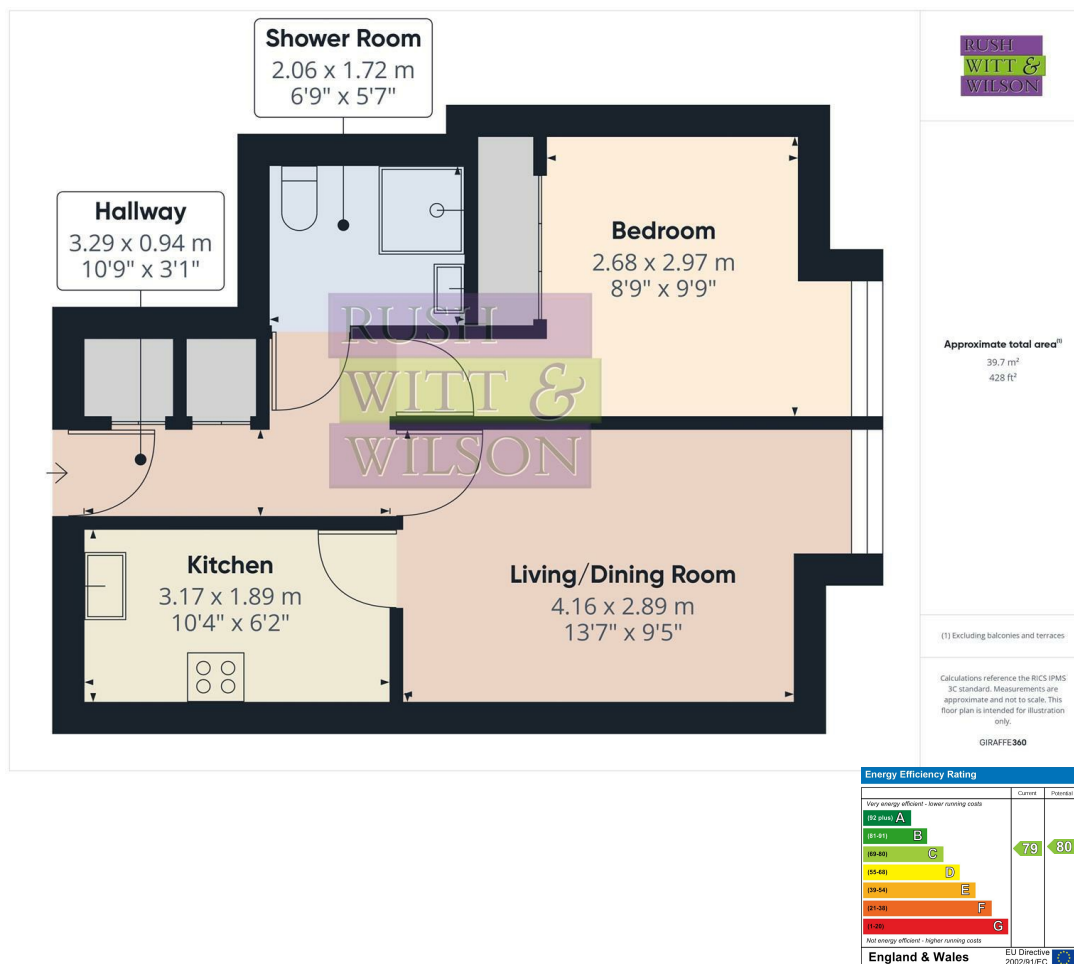 Shower Room
2.06 x 1.72 m
6'9" x 5'7"
RUSH
WITT &
WILSON
Hallway
3.29 x 0.94 m
10'9" x 3'1"
Bedroom
2.68 x 2.97 m
8'9" x 9'9"
RUSH
WITT &
WILSON
Approximate total area(1)
39.7 m²
428 ft²
Kitchen
3.17 x 1.89 m
10'4" x 6'2"
Living/Dining Room
4.16 x 2.89 m
13'7" x 9'5"
(1) Excluding balconies and terraces
Calculations reference the RICS IPMS
3C standard. Measurements are
approximate and not to scale. This
floor plan is intended for illustration
only.
GIRAFFE360
Energy Efficiency Rating
Current Potential
Very energy efficient - lower running costs
(92 plus) A
(81-91) B
(69-80) C
79 80
(55-68) D
(39-54) E
(21-38) F
(1-20) G
Not energy efficient - higher running costs
England & Wales
EU Directive
2002/91/EC